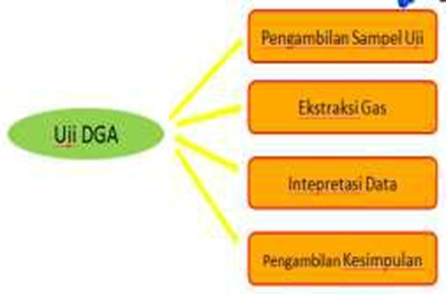 Pengambilan Sampel Uji
Ekstraksi Gas
Uji DGA
Intepretasi Data
Pengambilan Kesimpulan